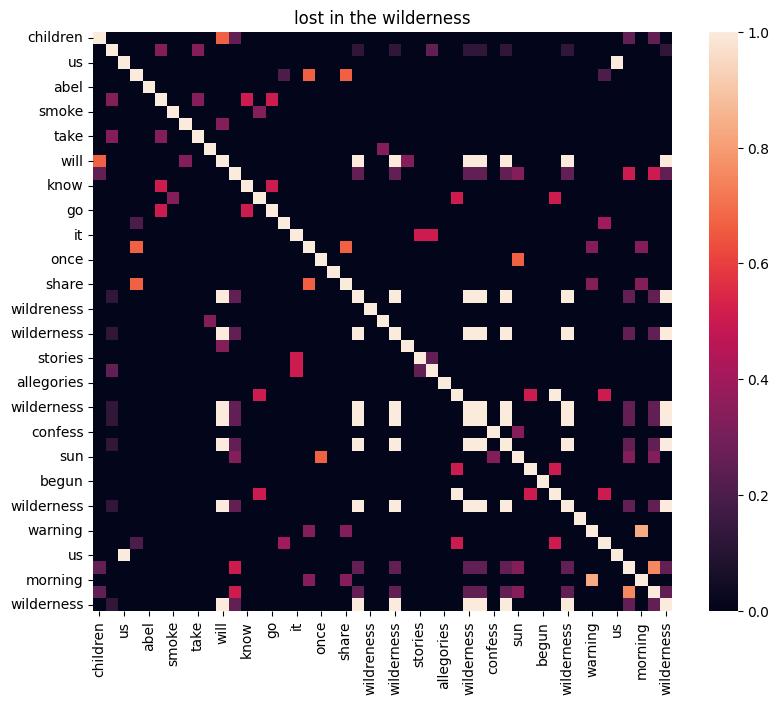 lost in the wilderness
children
us
abel
smoke
take
will
know
go
it
once
share
wildreness
wilderness
stories
allegories
wilderness
confess
sun
begun
wilderness
warning
us
morning
wilderness
1.0
0.8
0.6
0.4
0.2
0.0
children
us
abel
smoke
take
will
know
go
it
once
share
wildreness
wilderness
stories
allegories
wilderness
confess
sun
begun
wilderness
warning
us
morning
wilderness